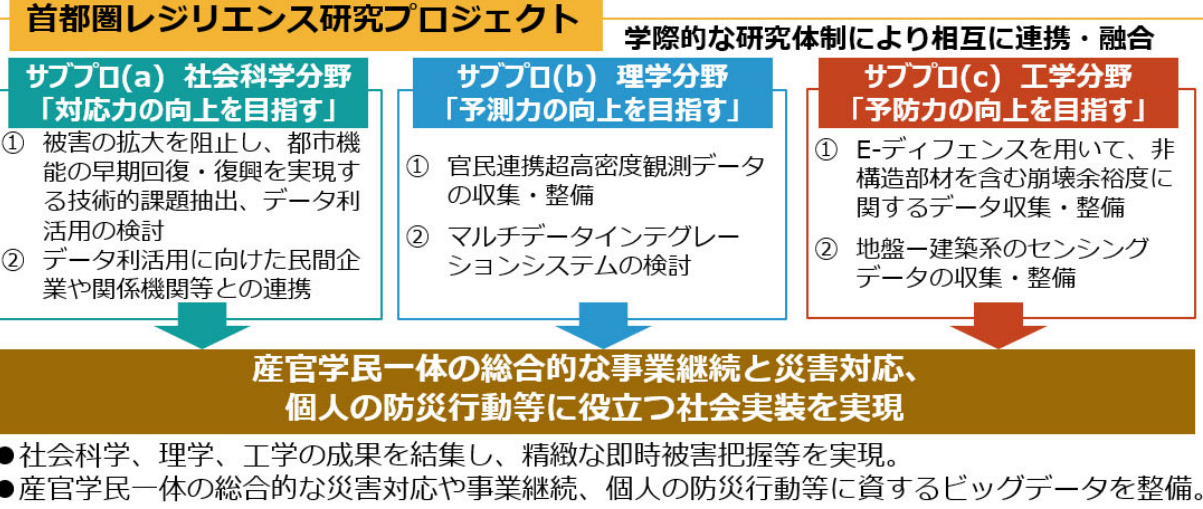 首都圏レジリエンス研究プロジェクト
学際的な研究体制により相互に連携・融合
サブプロ(a) 社会科学分野
「対応力の向上を目指す」
① 被害の拡大を阻止し、都市機
能の早期回復・復興を実現す
る技術的課題抽出、データ利
活用の検討
② データ利活用に向けた民間企
業や関係機関等との連携
サブプロ(b) 理学分野
「予測力の向上を目指す」
① 官民連携超高密度観測データ
の収集・整備
② マルチデータインテグレー
ションシステムの検討
サブプロ(c) 工学分野
「予防力の向上を目指す」
① E-ディフェンスを用いて、非
構造部材を含む崩壊余裕度に
関するデータ収集・整備
② 地盤ー建築系のセンシング
データの収集・整備
産官学民一体の総合的な事業継続と災害対応、
個人の防災行動等に役立つ社会実装を実現
●社会科学、理学、工学の成果を結集し、精緻な即時被害把握等を実現。
●産官学民一体の総合的な災害対応や事業継続、個人の防災行動等に資するビッグデータを整備。